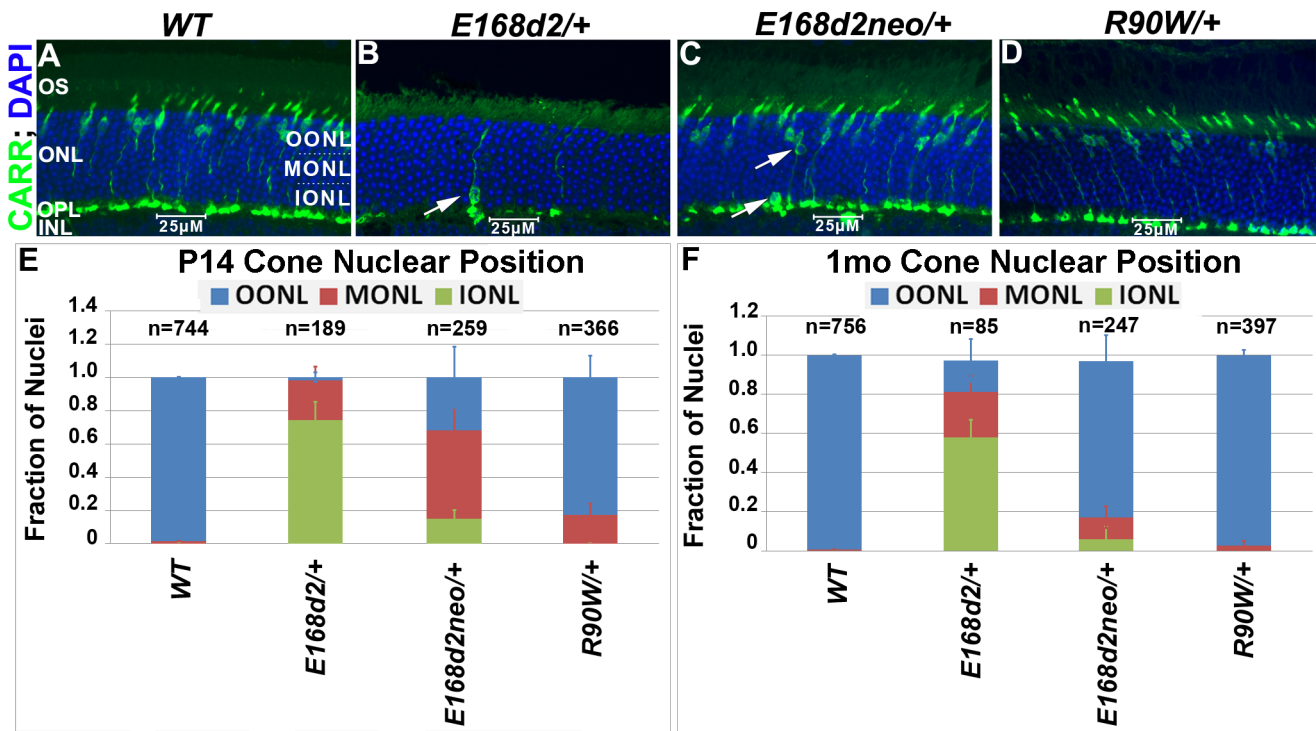 WT E168d2/+ E168d2neo/+ R90W/+
CARR; DAPI
A
OS
ONL
OPL
INL
OONL
MONL
IONL
25µM
B
25µM
C
25µM
D
25µM
E P14 Cone Nuclear Position
OONL MONL IONL
Fraction of Nuclei
1.4
1.2
1.0
0.8
0.6
0.4
0.2
0
n=744 n=189 n=259 n=366
WT
E168d2/+
E168d2neo/+
R90W/+
F 1mo Cone Nuclear Position
OONL MONL IONL
Fraction of Nuclei
1.2
1.0
0.8
0.6
0.4
0.2
0
n=756 n=85 n=247 n=397
WT
E168d2/+
E168d2neo/+
R90W/+